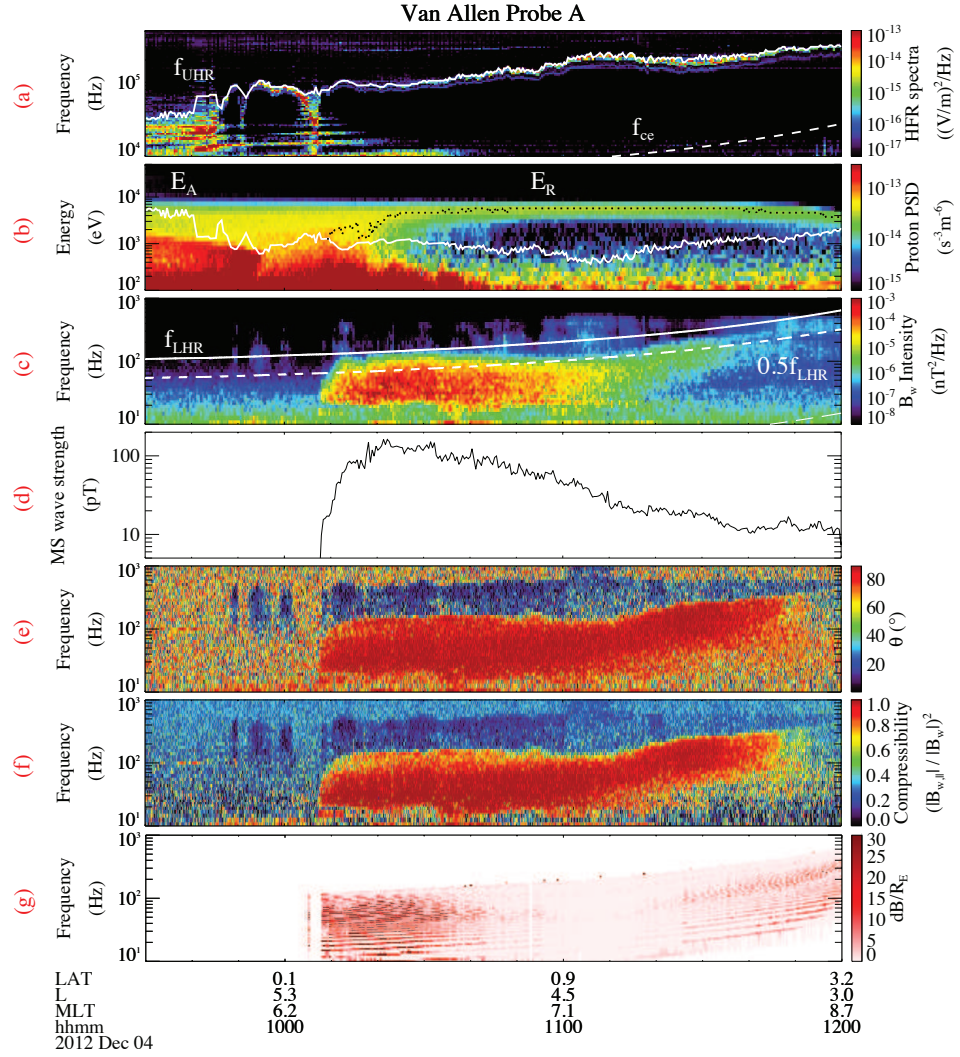 Van Allen Probe A
(a)
Frequency
(Hz)
10^5
10^4
f_UHR
f_ce
10^-13
10^-14
10^-15
10^-16
10^-17
HFR spectra
((V/m)^2/Hz)
(b)
Energy
(eV)
10^4
10^3
10^2
E_A
E_R
10^-13
10^-14
10^-15
Proton PSD
(s^-3m^-6)
(c)
Frequency
(Hz)
10^3
10^2
10^1
f_LHR
0.5f_LHR
10^-3
10^-4
10^-5
10^-6
10^-7
10^-8
B_w Intensity
(nT^-2/Hz)
(d)
MS wave strength
(pT)
100
10
(e)
Frequency
(Hz)
10^3
10^2
10^1
80
60
40
20
θ (°)
(f)
Frequency
(Hz)
10^3
10^2
10^1
1.0
0.8
0.6
0.4
0.2
0.0
Compressibility
(|B_w,||| / |B_w|)^2
(g)
Frequency
(Hz)
10^3
10^2
10^1
30
25
20
15
10
5
0
dB/R_E
LAT 0.1 0.9 3.2
L 5.3 4.5 3.0
MLT 6.2 7.1 8.7
hhmm 1000 1100 1200
2012 Dec 04